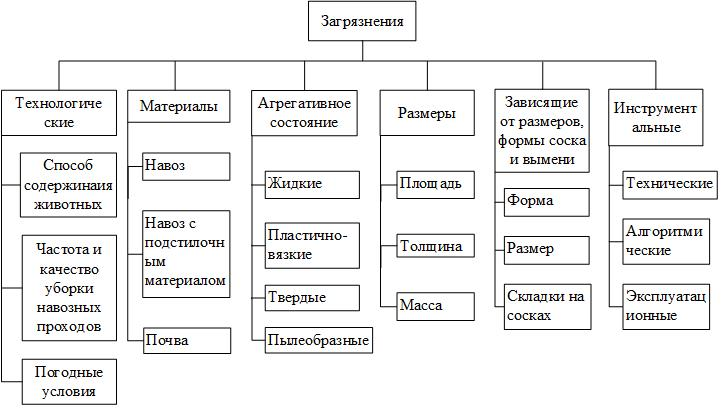 Загрязнения
Технологиче
ские
Способ
содержинаия
животных
Частота и
качество
уборки
навозных
проходов
Погодные
условия
Материалы
Навоз
Навоз с
подстилочн
ым
материалом
Почва
Агрегативное
состояние
Жидкие
Пластично-
вязкие
Твердые
Пылеобразные
Размеры
Площадь
Толщина
Масса
Зависящие
от размеров,
формы соска
и вымени
Форма
Размер
Складки на
сосках
Инструмент
альные
Технические
Алгоритми
ческие
Эксплуатац
ионные